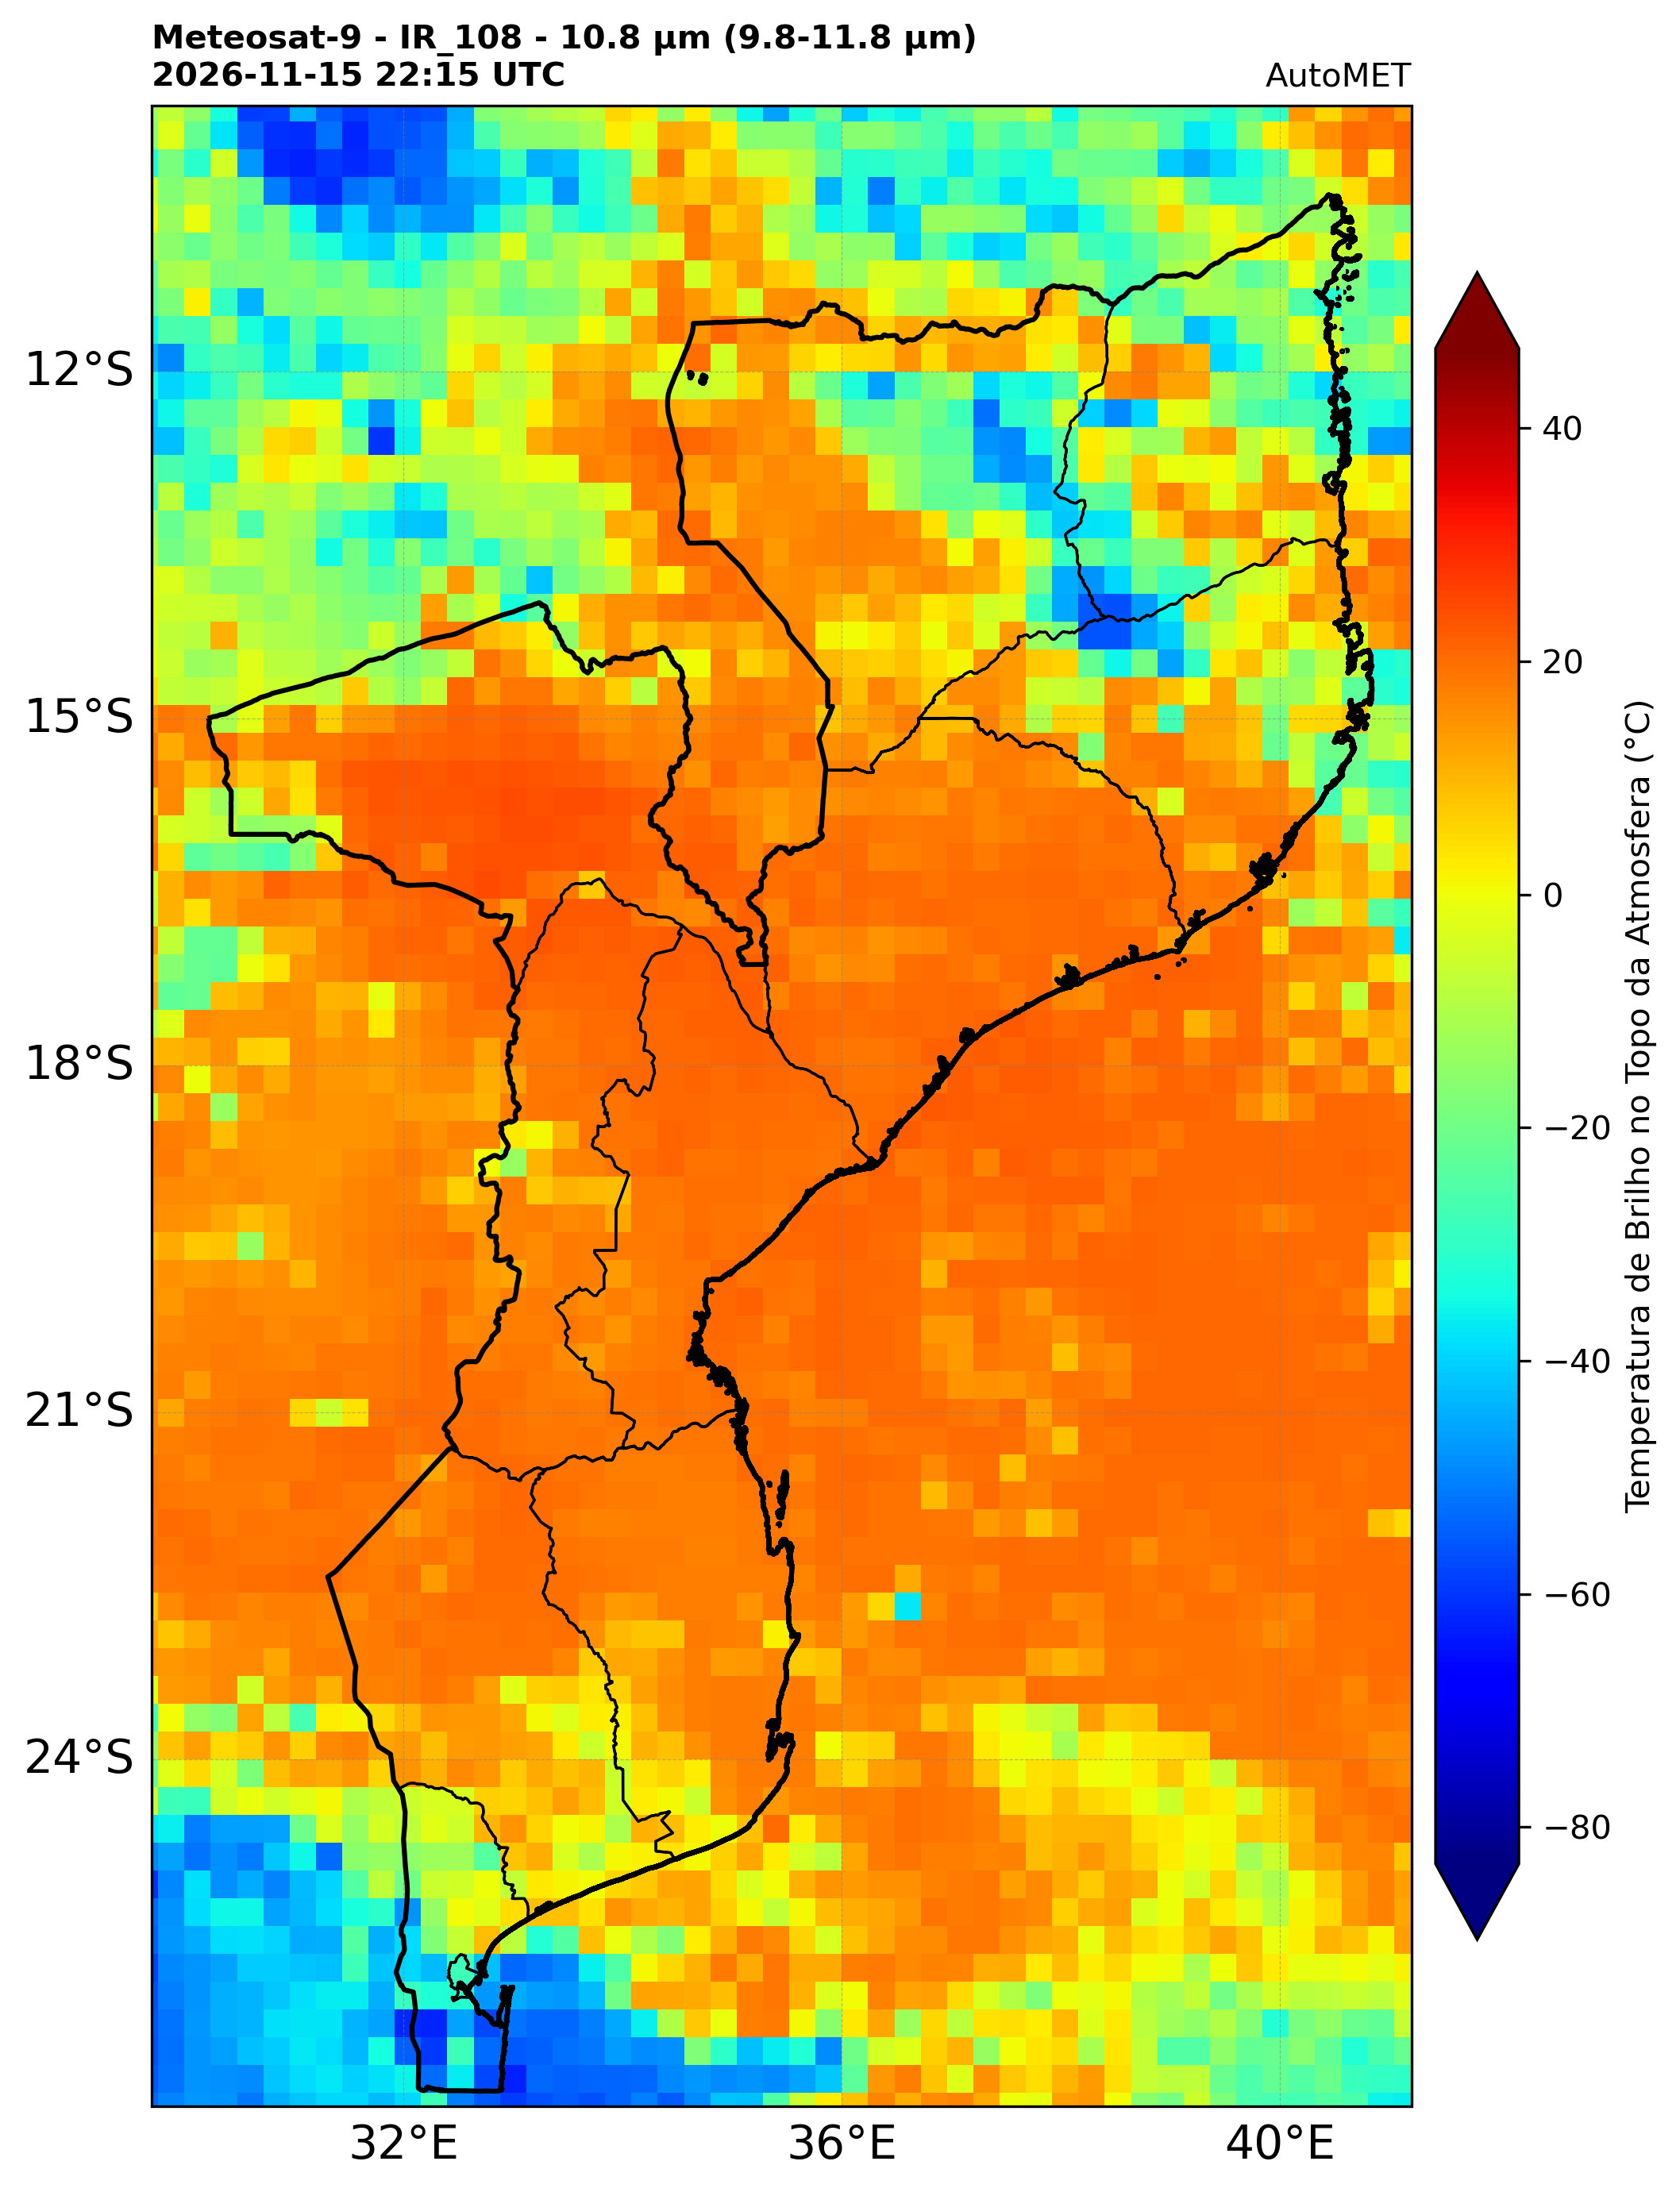 Meteosat-9 - IR_108 - 10.8 µm (9.8-11.8 µm)
2026-11-15 22:15 UTC
AutoMET
12°S
15°S
18°S
21°S
24°S
32°E
36°E
40°E
40
20
0
−20
−40
−60
−80
Temperatura de Brilho no Topo da Atmosfera (°C)